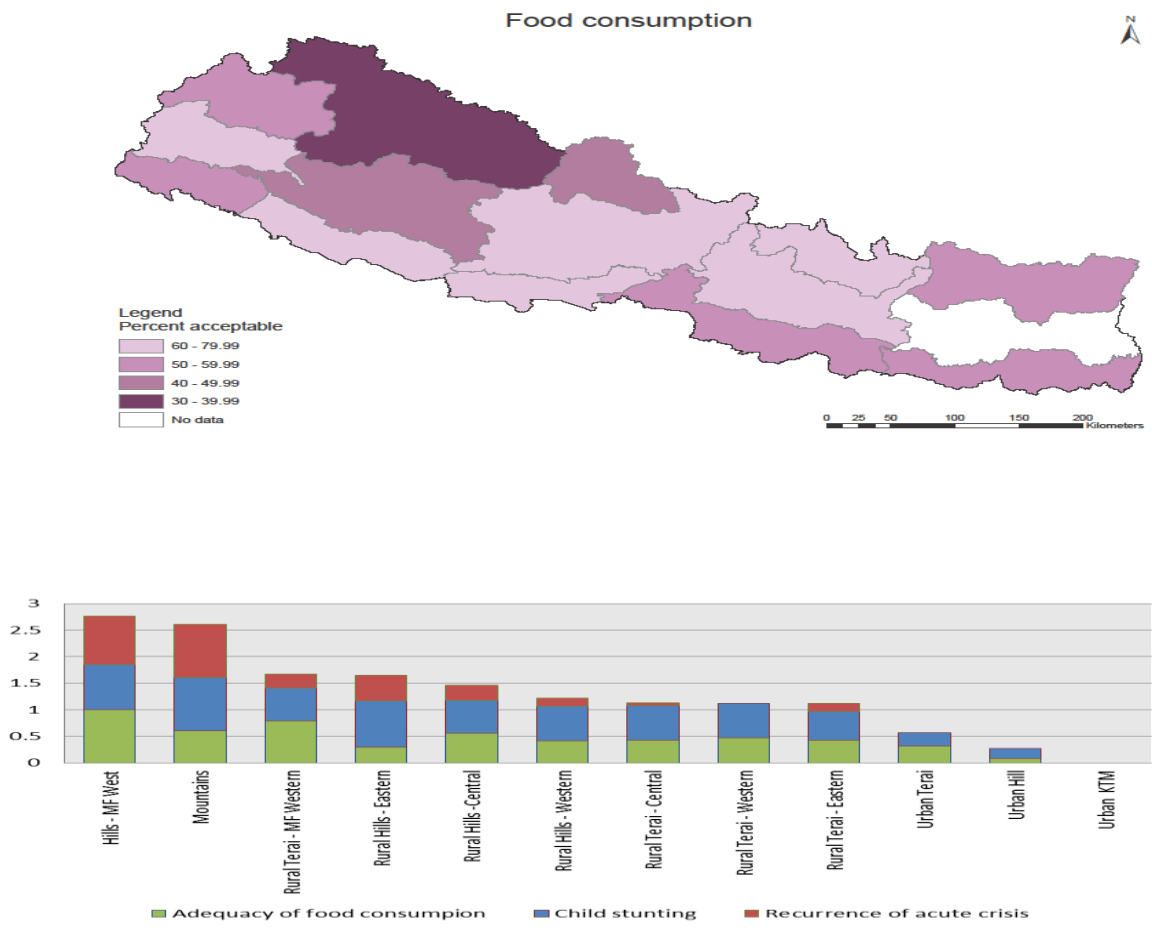 Food consumption
N
Legend
Percent acceptable
60 - 79.99
50 - 59.99
40 - 49.99
30 - 39.99
No data
0 25 50 100 150 200
Kilometers
3
2.5
2
1.5
1
0.5
0
Hills - MF West
Mountains
Rural Terai - MF Western
Rural Hills - Eastern
Rural Hills -Central
Rural Hills - Western
Rural Terai - Central
Rural Terai - Western
Rural Terai - Eastern
Urban Terai
Urban Hill
Urban KTM
Adequacy of food consumpion
Child stunting
Recurrence of acute crisis